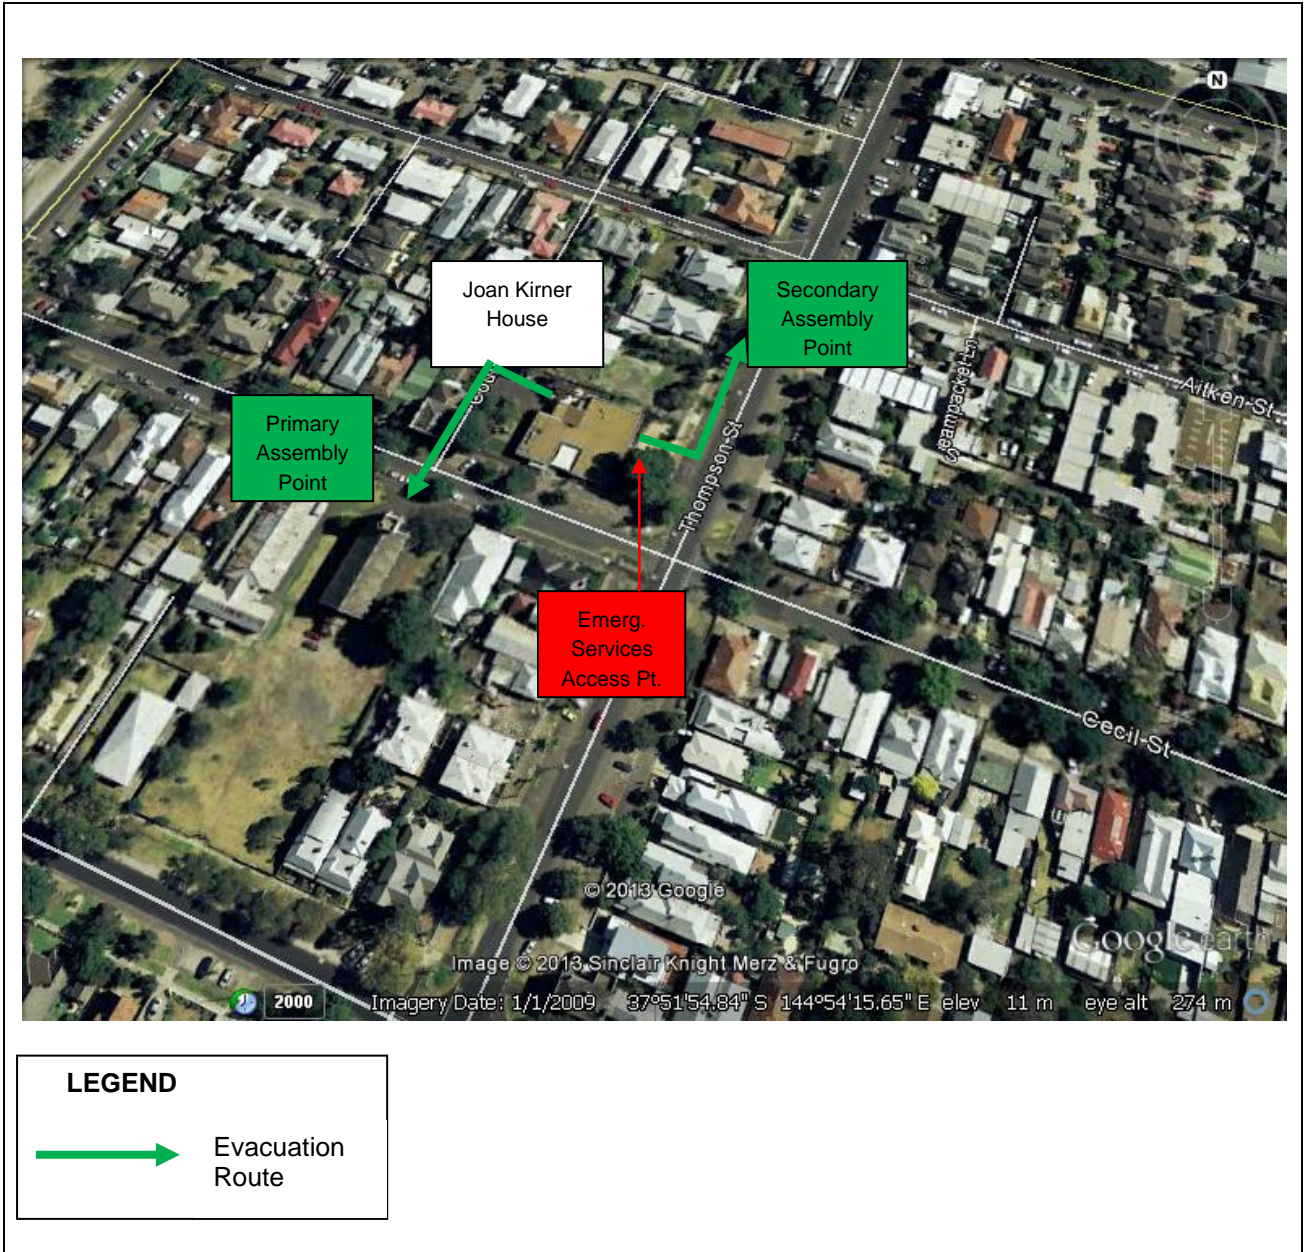 N
Joan Kirner
House
Secondary
Assembly
Point
Primary
Assembly
Point
Aitken St
Steampacket Ln
Thompson-St
Emerg.
Services
Access Pt.
Cecil-St
© 2013 Google
Google earth
Image © 2013 Sinclair Knight Merz & Fugro
2000
Imagery Date: 1/1/2009 37°51'54.84" S 144°54'15.65" E elev 11 m eye alt 274 m
LEGEND
Evacuation
Route